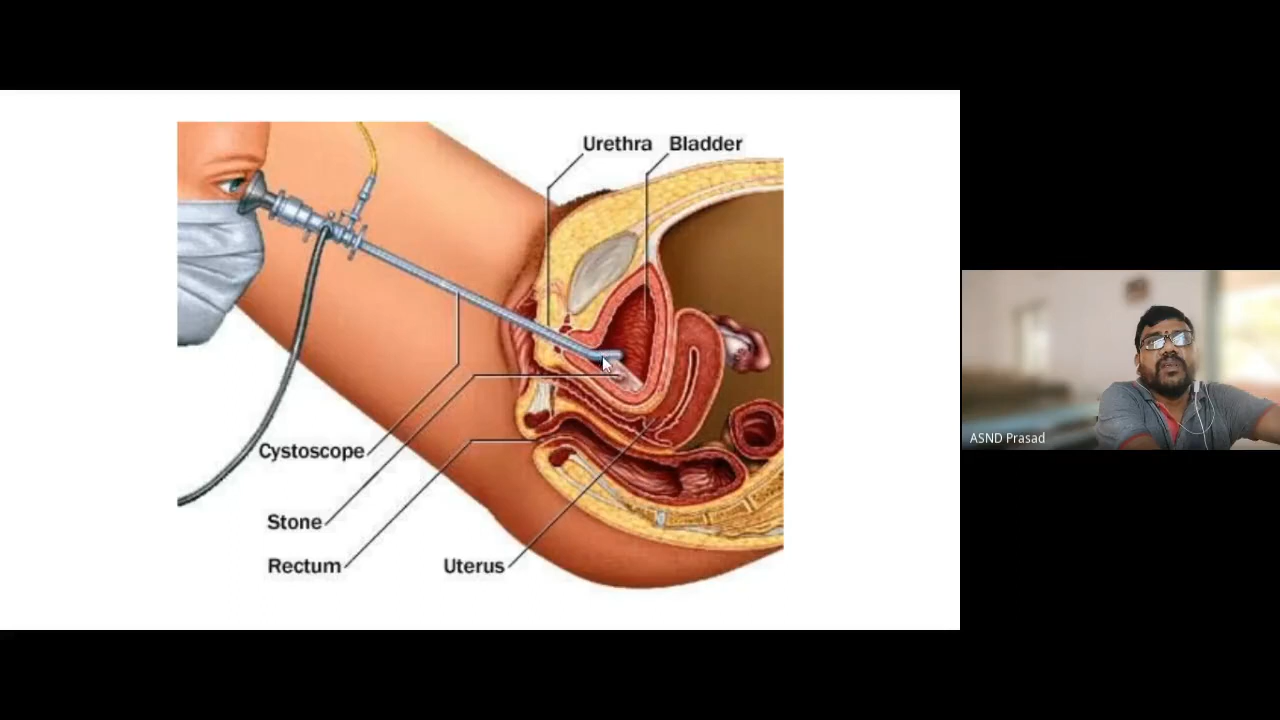 Urethra Bladder
Cystoscope
Stone
Rectum
Uterus
ASND Prasad